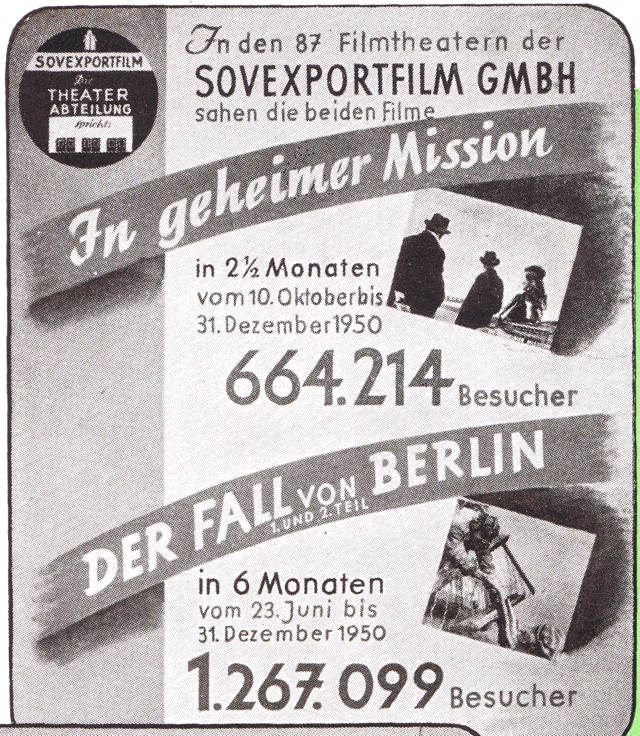 SOVEXPORTFILM
Die
THEATER
ABTEILUNG
spricht:
In den 87 Filmtheatern der
SOVEXPORTFILM GMBH
sahen die beiden Filme
In geheimer Mission
in 2½ Monaten
vom 10. Oktober bis
31. Dezember 1950
664.214 Besucher
DER FALL VON BERLIN
1. UND 2. TEIL
in 6 Monaten
vom 23. Juni bis
31. Dezember 1950
1.267.099 Besucher